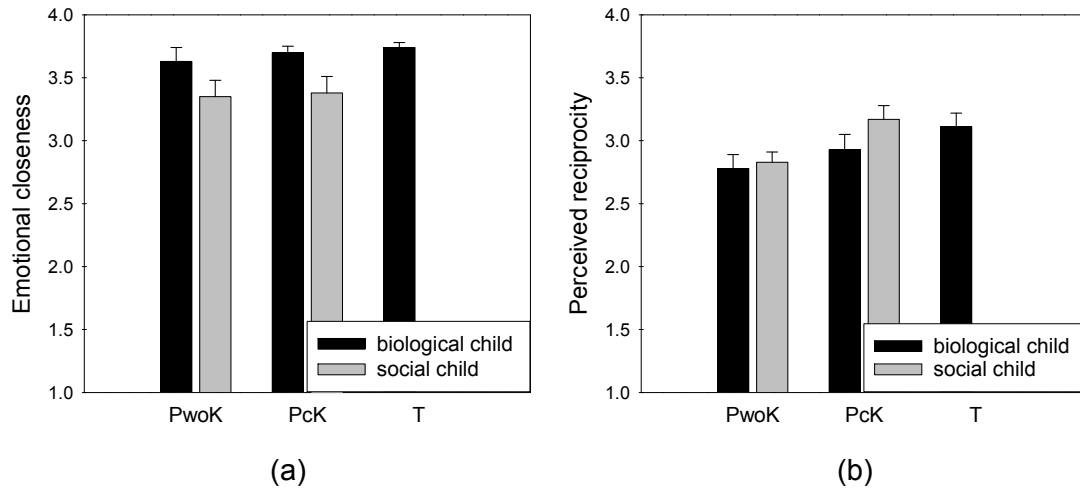 4.0
3.5
3.0
2.5
2.0
1.5
1.0
Emotional closeness
biological child
social child
PwoK PcK T
(a)
4.0
3.5
3.0
2.5
2.0
1.5
1.0
Perceived reciprocity
biological child
social child
PwoK PcK T
(b)